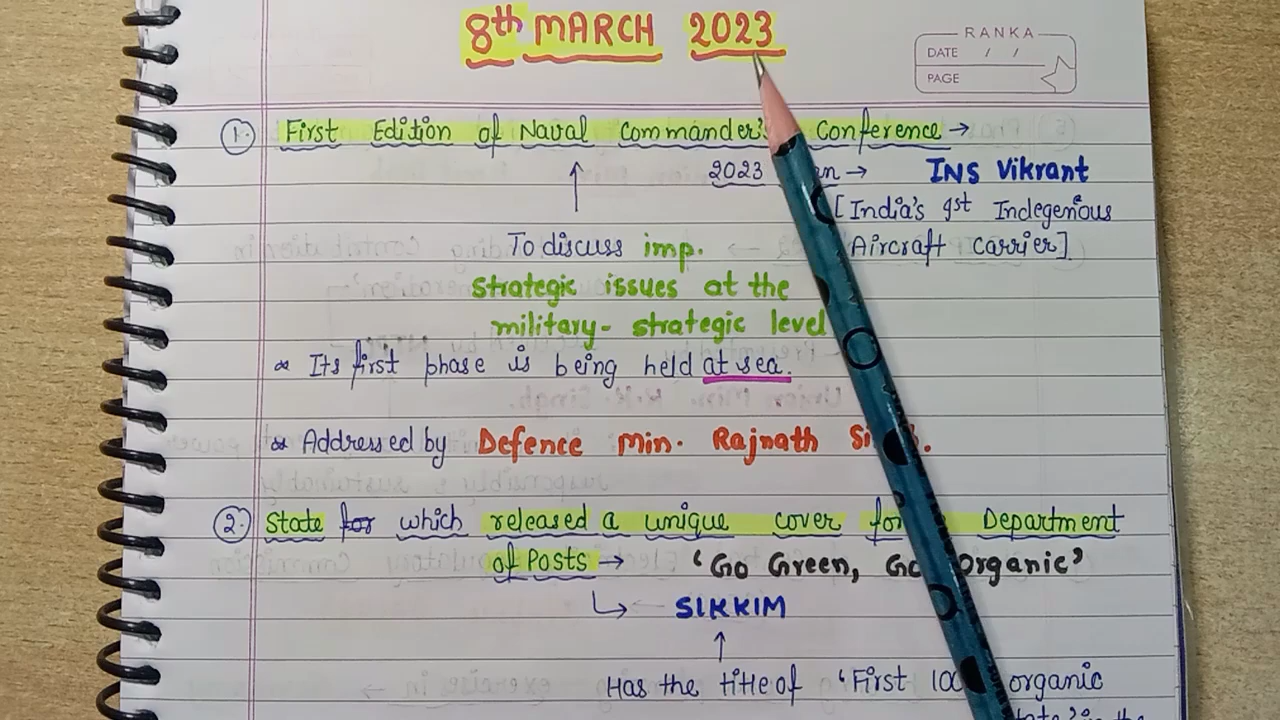 8th MARCH 2023
RANKA
DATE / /
PAGE
1. First Edition of Naval Commander's Conference →
2023 → INS Vikrant
[India's 1st Indegenous
Aircraft Carrier]
To discuss imp.
strategic issues at the
military-strategic level
* Its first phase is being held at sea.
* Addressed by Defence Min. Rajnath
2. State for which released a unique cover for Department
of Posts → 'Go Green, Go Organic'
↳ SIKKIM
Has the title of 'First organic